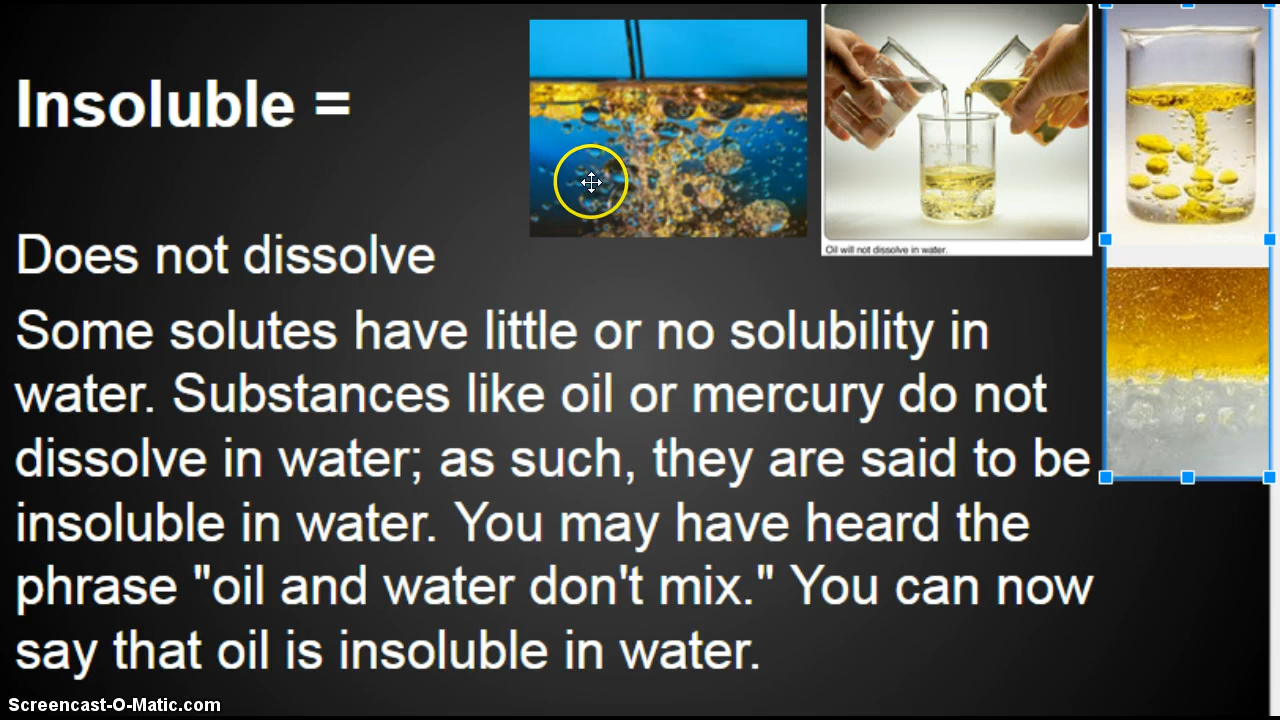 Insoluble =
Oil will not dissolve in water.
Does not dissolve
Some solutes have little or no solubility in
water. Substances like oil or mercury do not
dissolve in water; as such, they are said to be
insoluble in water. You may have heard the
phrase "oil and water don't mix." You can now
say that oil is insoluble in water.
Screencast-O-Matic.com